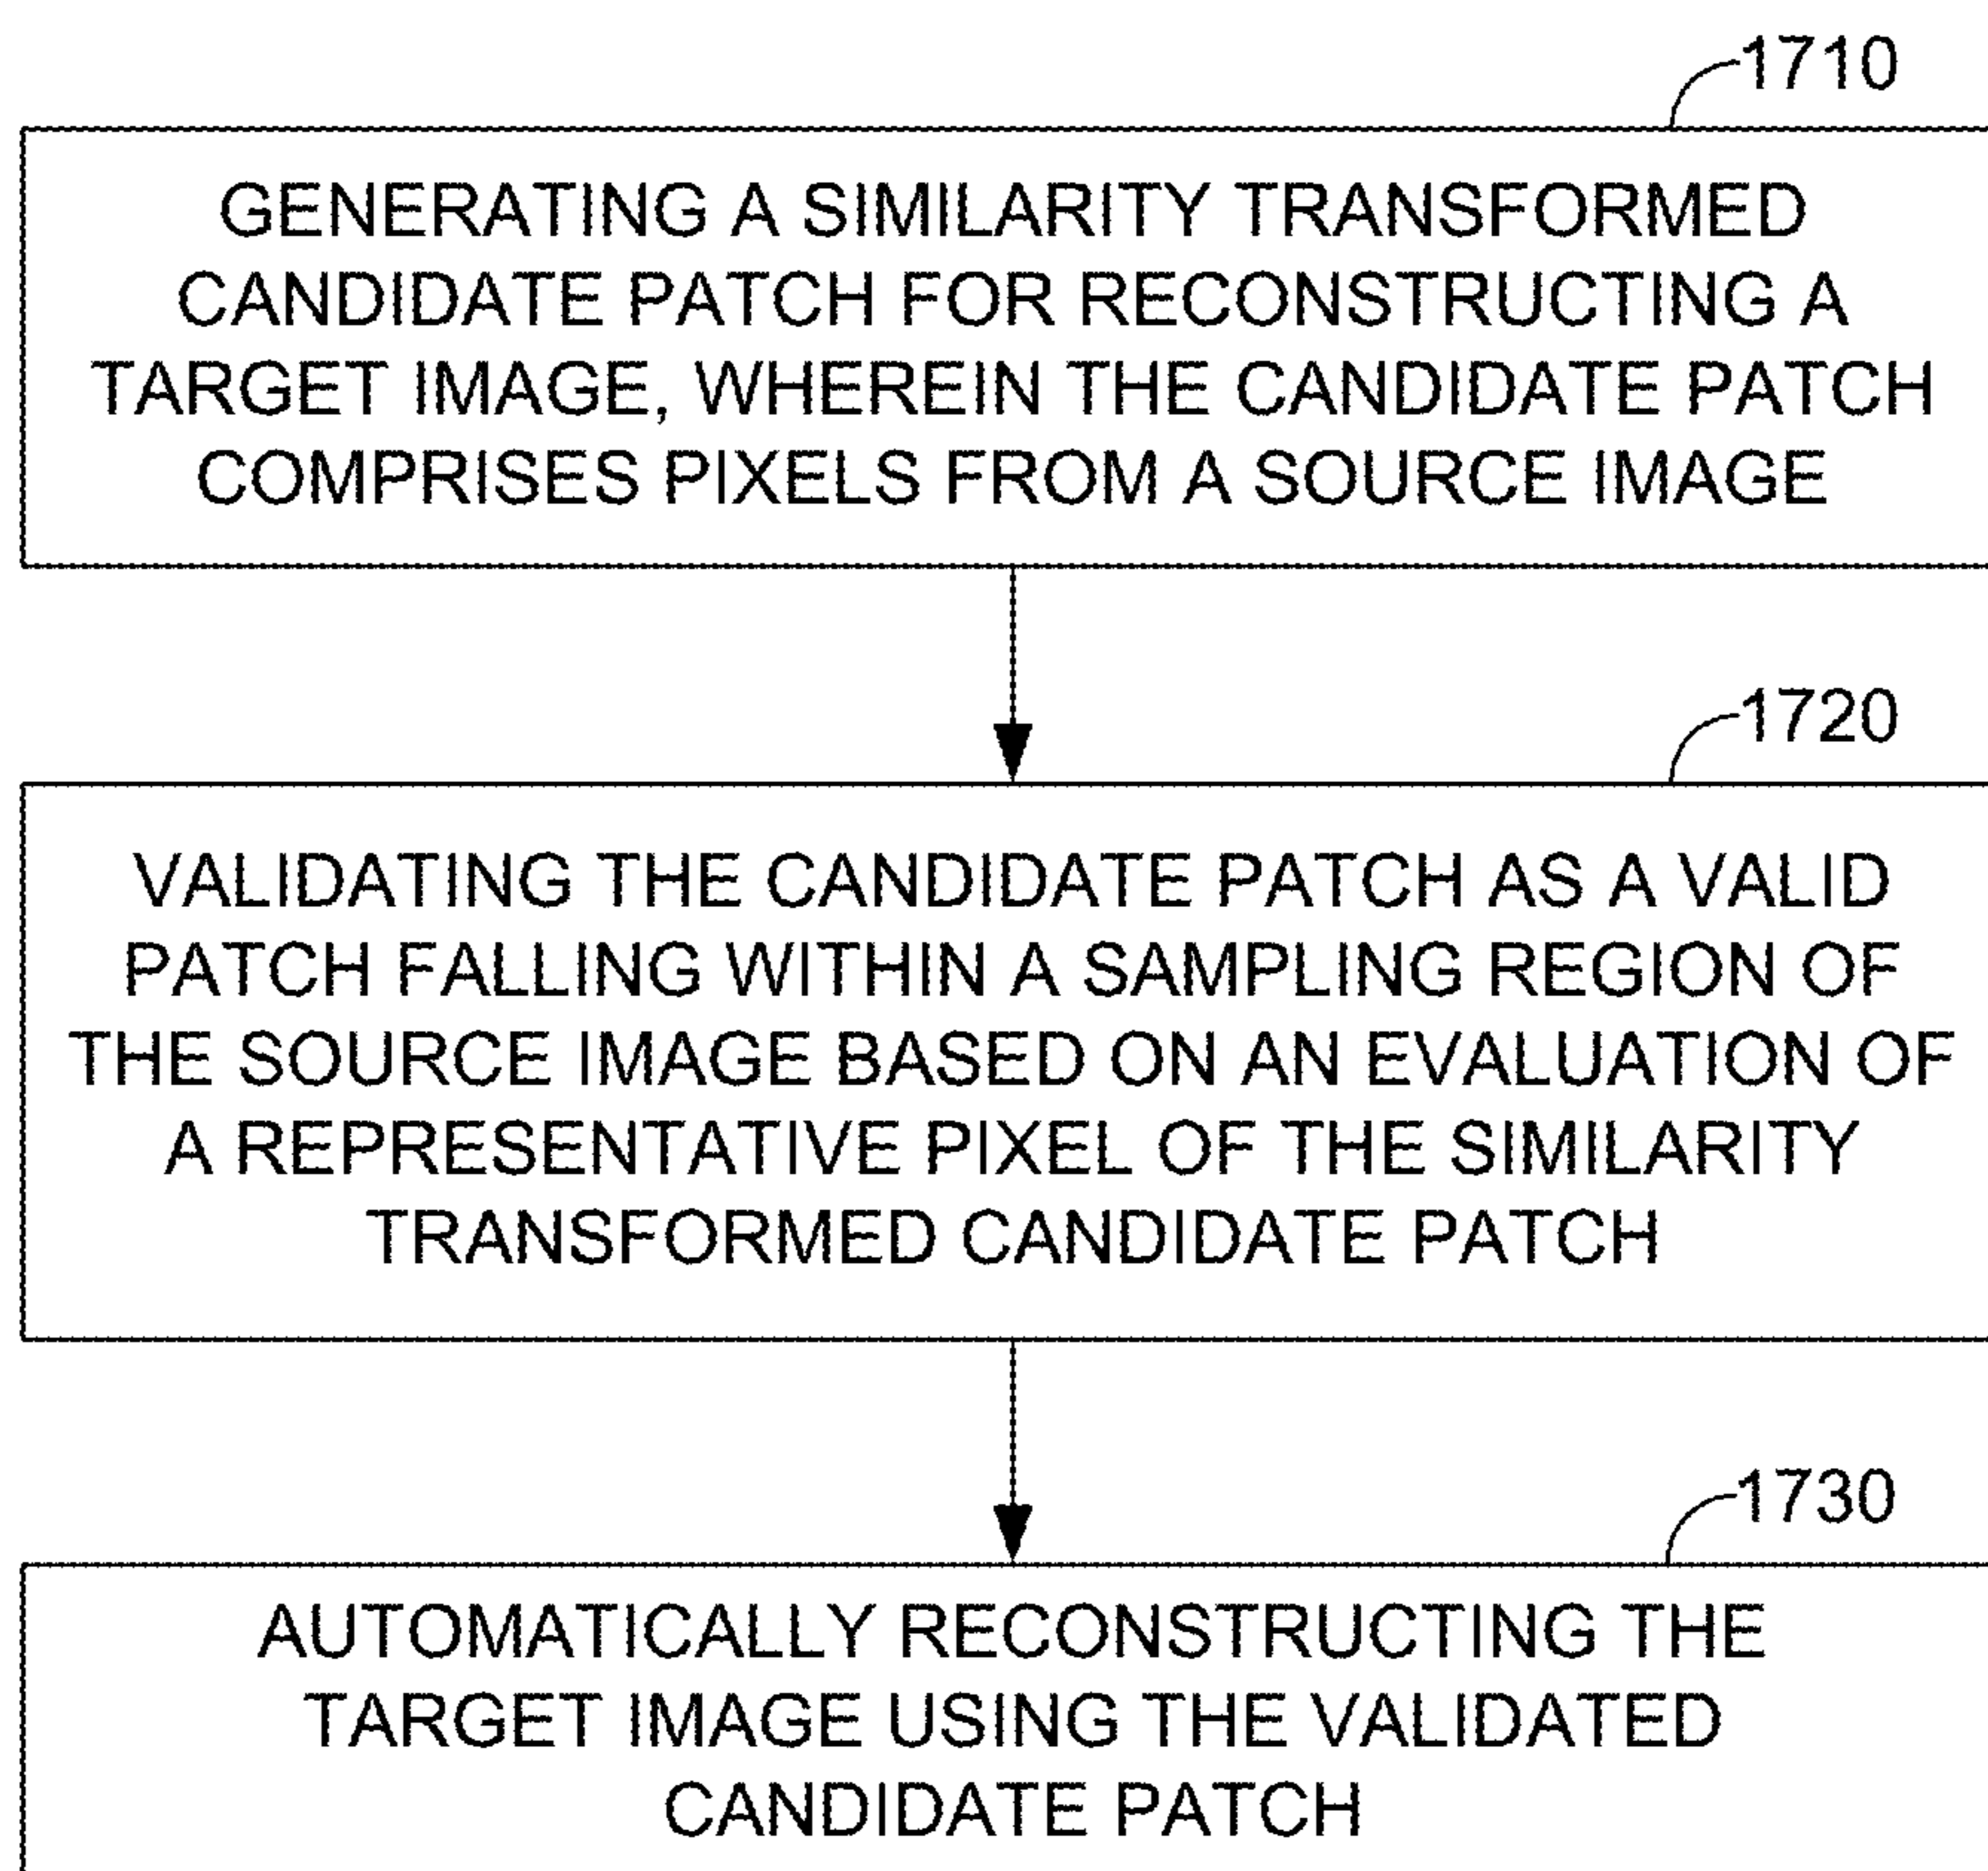 1710
GENERATING A SIMILARITY TRANSFORMED
CANDIDATE PATCH FOR RECONSTRUCTING A
TARGET IMAGE, WHEREIN THE CANDIDATE PATCH
COMPRISES PIXELS FROM A SOURCE IMAGE
1720
VALIDATING THE CANDIDATE PATCH AS A VALID
PATCH FALLING WITHIN A SAMPLING REGION OF
THE SOURCE IMAGE BASED ON AN EVALUATION OF
A REPRESENTATIVE PIXEL OF THE SIMILARITY
TRANSFORMED CANDIDATE PATCH
1730
AUTOMATICALLY RECONSTRUCTING THE
TARGET IMAGE USING THE VALIDATED
CANDIDATE PATCH